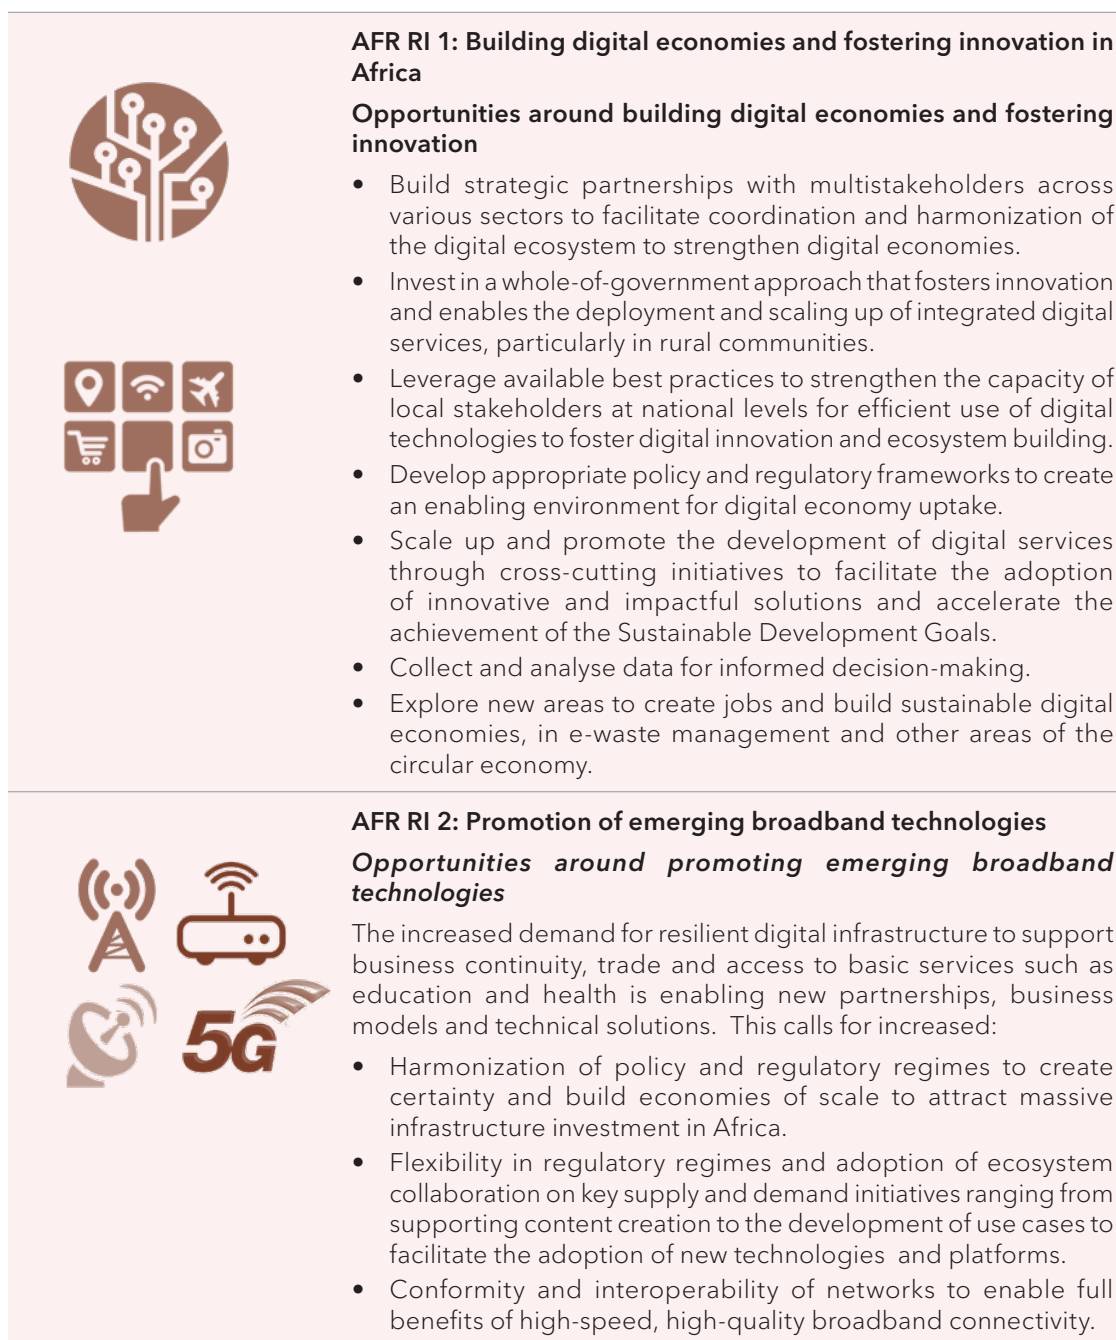 AFR RI 1: Building digital economies and fostering innovation in
Africa
Opportunities around building digital economies and fostering
innovation
• Build strategic partnerships with multistakeholders across
various sectors to facilitate coordination and harmonization of
the digital ecosystem to strengthen digital economies.
• Invest in a whole-of-government approach that fosters innovation
and enables the deployment and scaling up of integrated digital
services, particularly in rural communities.
• Leverage available best practices to strengthen the capacity of
local stakeholders at national levels for efficient use of digital
technologies to foster digital innovation and ecosystem building.
• Develop appropriate policy and regulatory frameworks to create
an enabling environment for digital economy uptake.
• Scale up and promote the development of digital services
through cross-cutting initiatives to facilitate the adoption
of innovative and impactful solutions and accelerate the
achievement of the Sustainable Development Goals.
• Collect and analyse data for informed decision-making.
• Explore new areas to create jobs and build sustainable digital
economies, in e-waste management and other areas of the
circular economy.
AFR RI 2: Promotion of emerging broadband technologies
Opportunities around promoting emerging broadband
technologies
The increased demand for resilient digital infrastructure to support
business continuity, trade and access to basic services such as
education and health is enabling new partnerships, business
models and technical solutions. This calls for increased:
• Harmonization of policy and regulatory regimes to create
certainty and build economies of scale to attract massive
infrastructure investment in Africa.
• Flexibility in regulatory regimes and adoption of ecosystem
collaboration on key supply and demand initiatives ranging from
supporting content creation to the development of use cases to
facilitate the adoption of new technologies and platforms.
• Conformity and interoperability of networks to enable full
benefits of high-speed, high-quality broadband connectivity.
5G